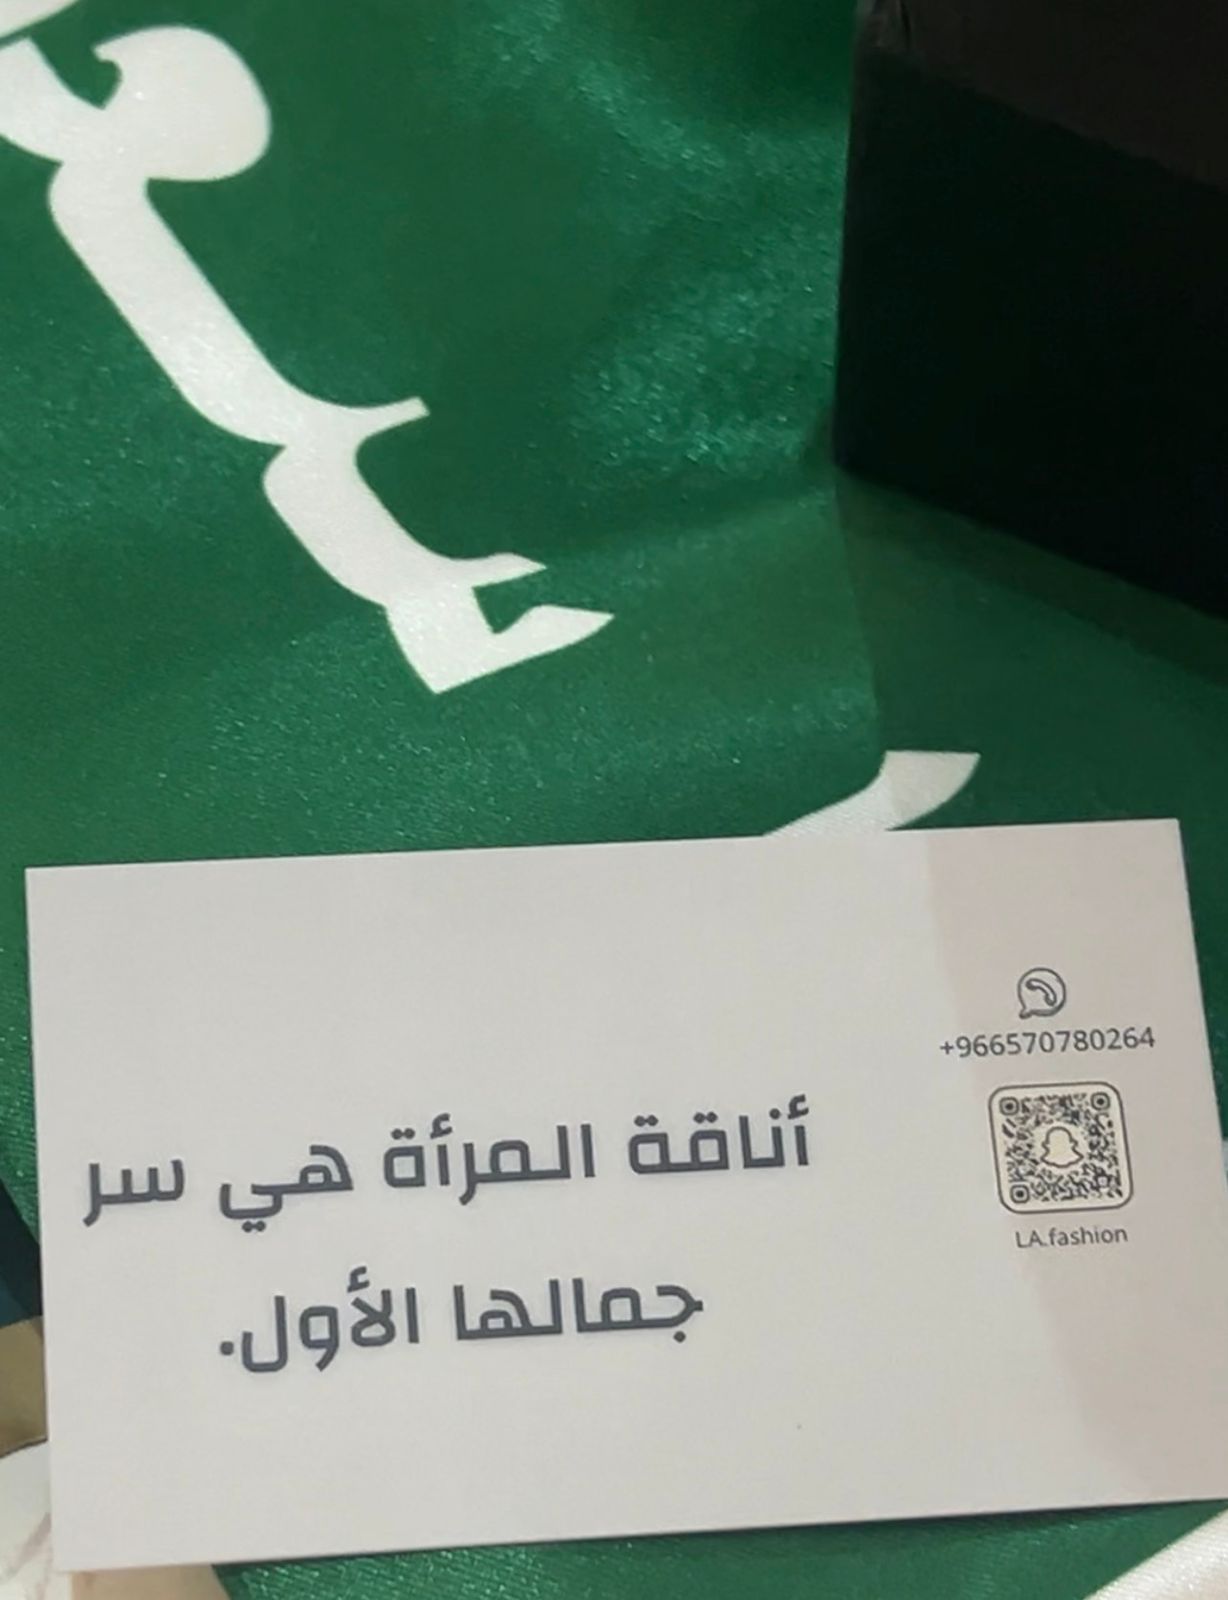 +966570780264
LA.fashion
أناقة المرأة هي سر
جمالها الأول.